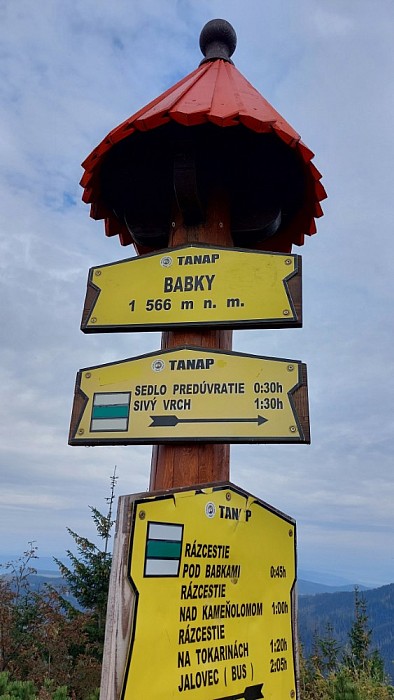 TANAP
BABKY
1 566 m n. m.
TANAP
SEDLO PREDÚVRATIE 0:30h
SIVÝ VRCH 1:30h
TANAP
RÁZCESTIE
POD BABKAMI 0:45h
RÁZCESTIE
NAD KAMEŇOLOMOM 1:00h
RÁZCESTIE
NA TOKARINÁCH 1:20h
JALOVEC ( BUS ) 2:05h